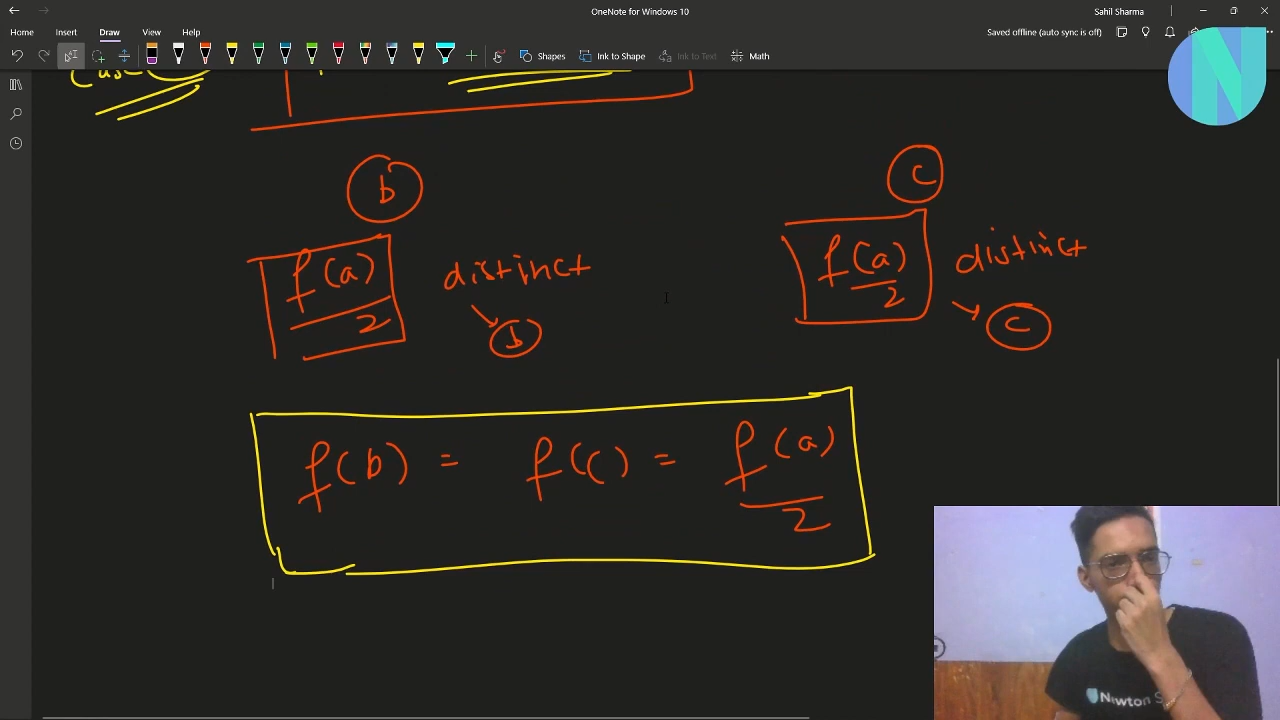 OneNote for Windows 10
Sahil Sharma
Home Insert Draw View Help
Saved offline (auto sync is off)
Shapes Ink to Shape Ink to Text Math
b
c
f(a)
2
distinct
b
f(a)
2
distinct
c
f(b) = f(c) = f(a)
2
Newton S
N